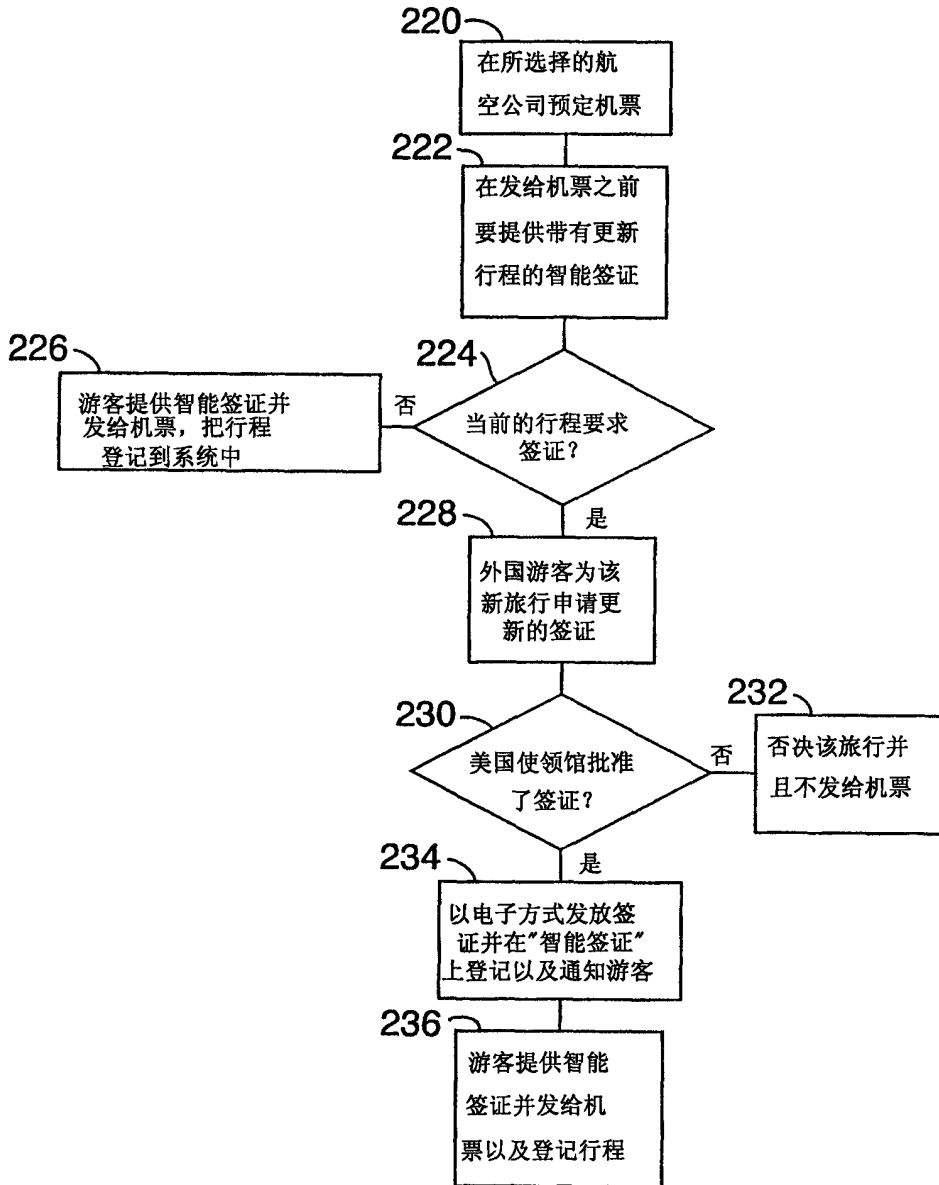 220
在所选择的航
空公司预定机票
222
在发给机票之前
要提供带有更新
行程的智能签证
224
当前的行程要求
签证?
否
226
游客提供智能签证并
发给机票，把行程
登记到系统中
是
228
外国游客为该
新旅行申请更
新的签证
230
美国使领馆批准
了签证?
否
232
否决该旅行并
且不发给机票
是
234
以电子方式发放签
证并在"智能签证"
上登记以及通知游客
236
游客提供智能
签证并发给机
票以及登记行程